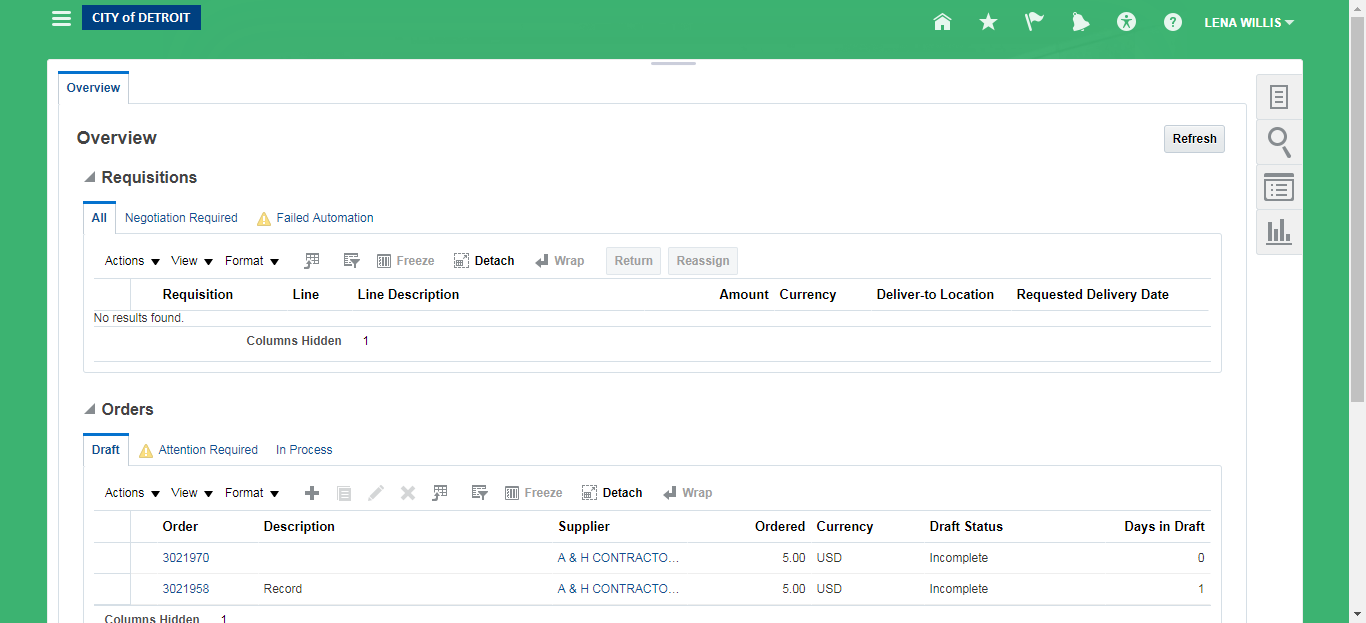 CITY of DETROIT
LENA WILLIS
Overview
Overview
Refresh
Requisitions
All Negotiation Required Failed Automation
Actions View Format Freeze Detach Wrap Return Reassign
Requisition Line Line Description Amount Currency Deliver-to Location Requested Delivery Date
No results found.
Columns Hidden 1
Orders
Draft Attention Required In Process
Actions View Format Freeze Detach Wrap
Order Description Supplier Ordered Currency Draft Status Days in Draft
3021970 A & H CONTRACTO... 5.00 USD Incomplete 0
3021958 Record A & H CONTRACTO... 5.00 USD Incomplete 1
Columns Hidden 1